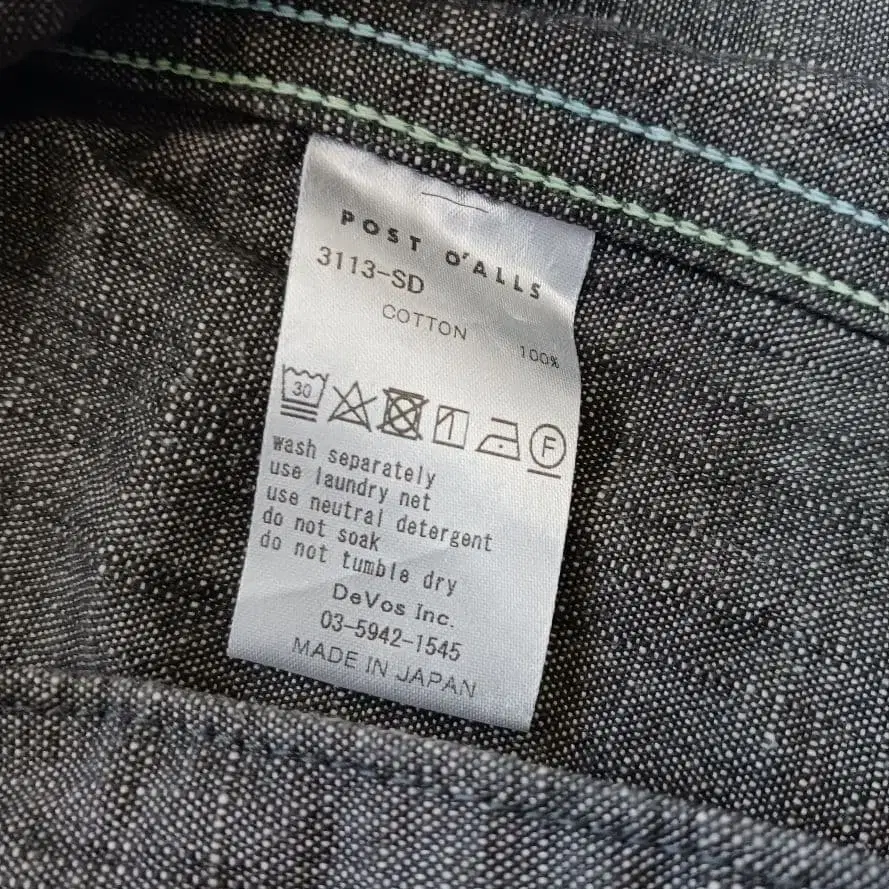 POST O'ALLS
3113-SD
COTTON 100%
30 F
wash separately
use laundry net
use neutral detergent
do not soak
do not tumble dry
DeVos Inc.
03-5942-1545
MADE IN JAPAN